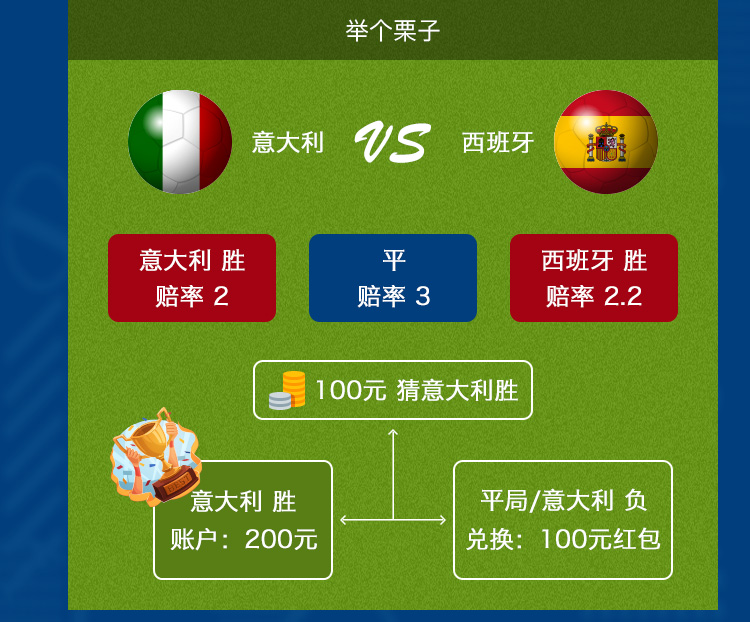 举个栗子
意大利 VS 西班牙
意大利 胜
赔率 2
平
赔率 3
西班牙 胜
赔率 2.2
100元 猜意大利胜
意大利 胜
账户：200元
平局/意大利 负
兑换：100元红包